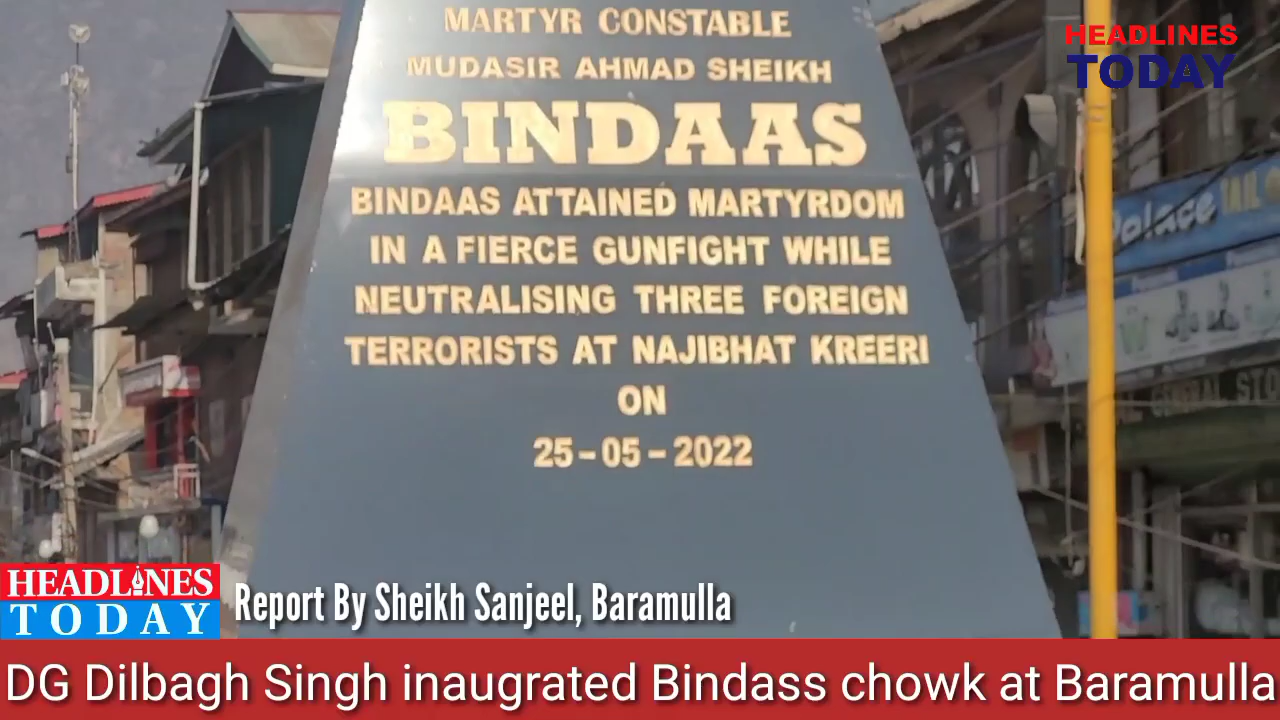 MARTYR CONSTABLE
MUDASIR AHMAD SHEIKH
BINDAAS
BINDAAS ATTAINED MARTYRDOM
IN A FIERCE GUNFIGHT WHILE
NEUTRALISING THREE FOREIGN
TERRORISTS AT NAJIBHAT KREERI
ON
25-05-2022
HEADLINES
TODAY
Palace
GENERAL
HEADLINES
TODAY
Report By Sheikh Sanjeel, Baramulla
DG Dilbagh Singh inaugrated Bindass chowk at Baramulla